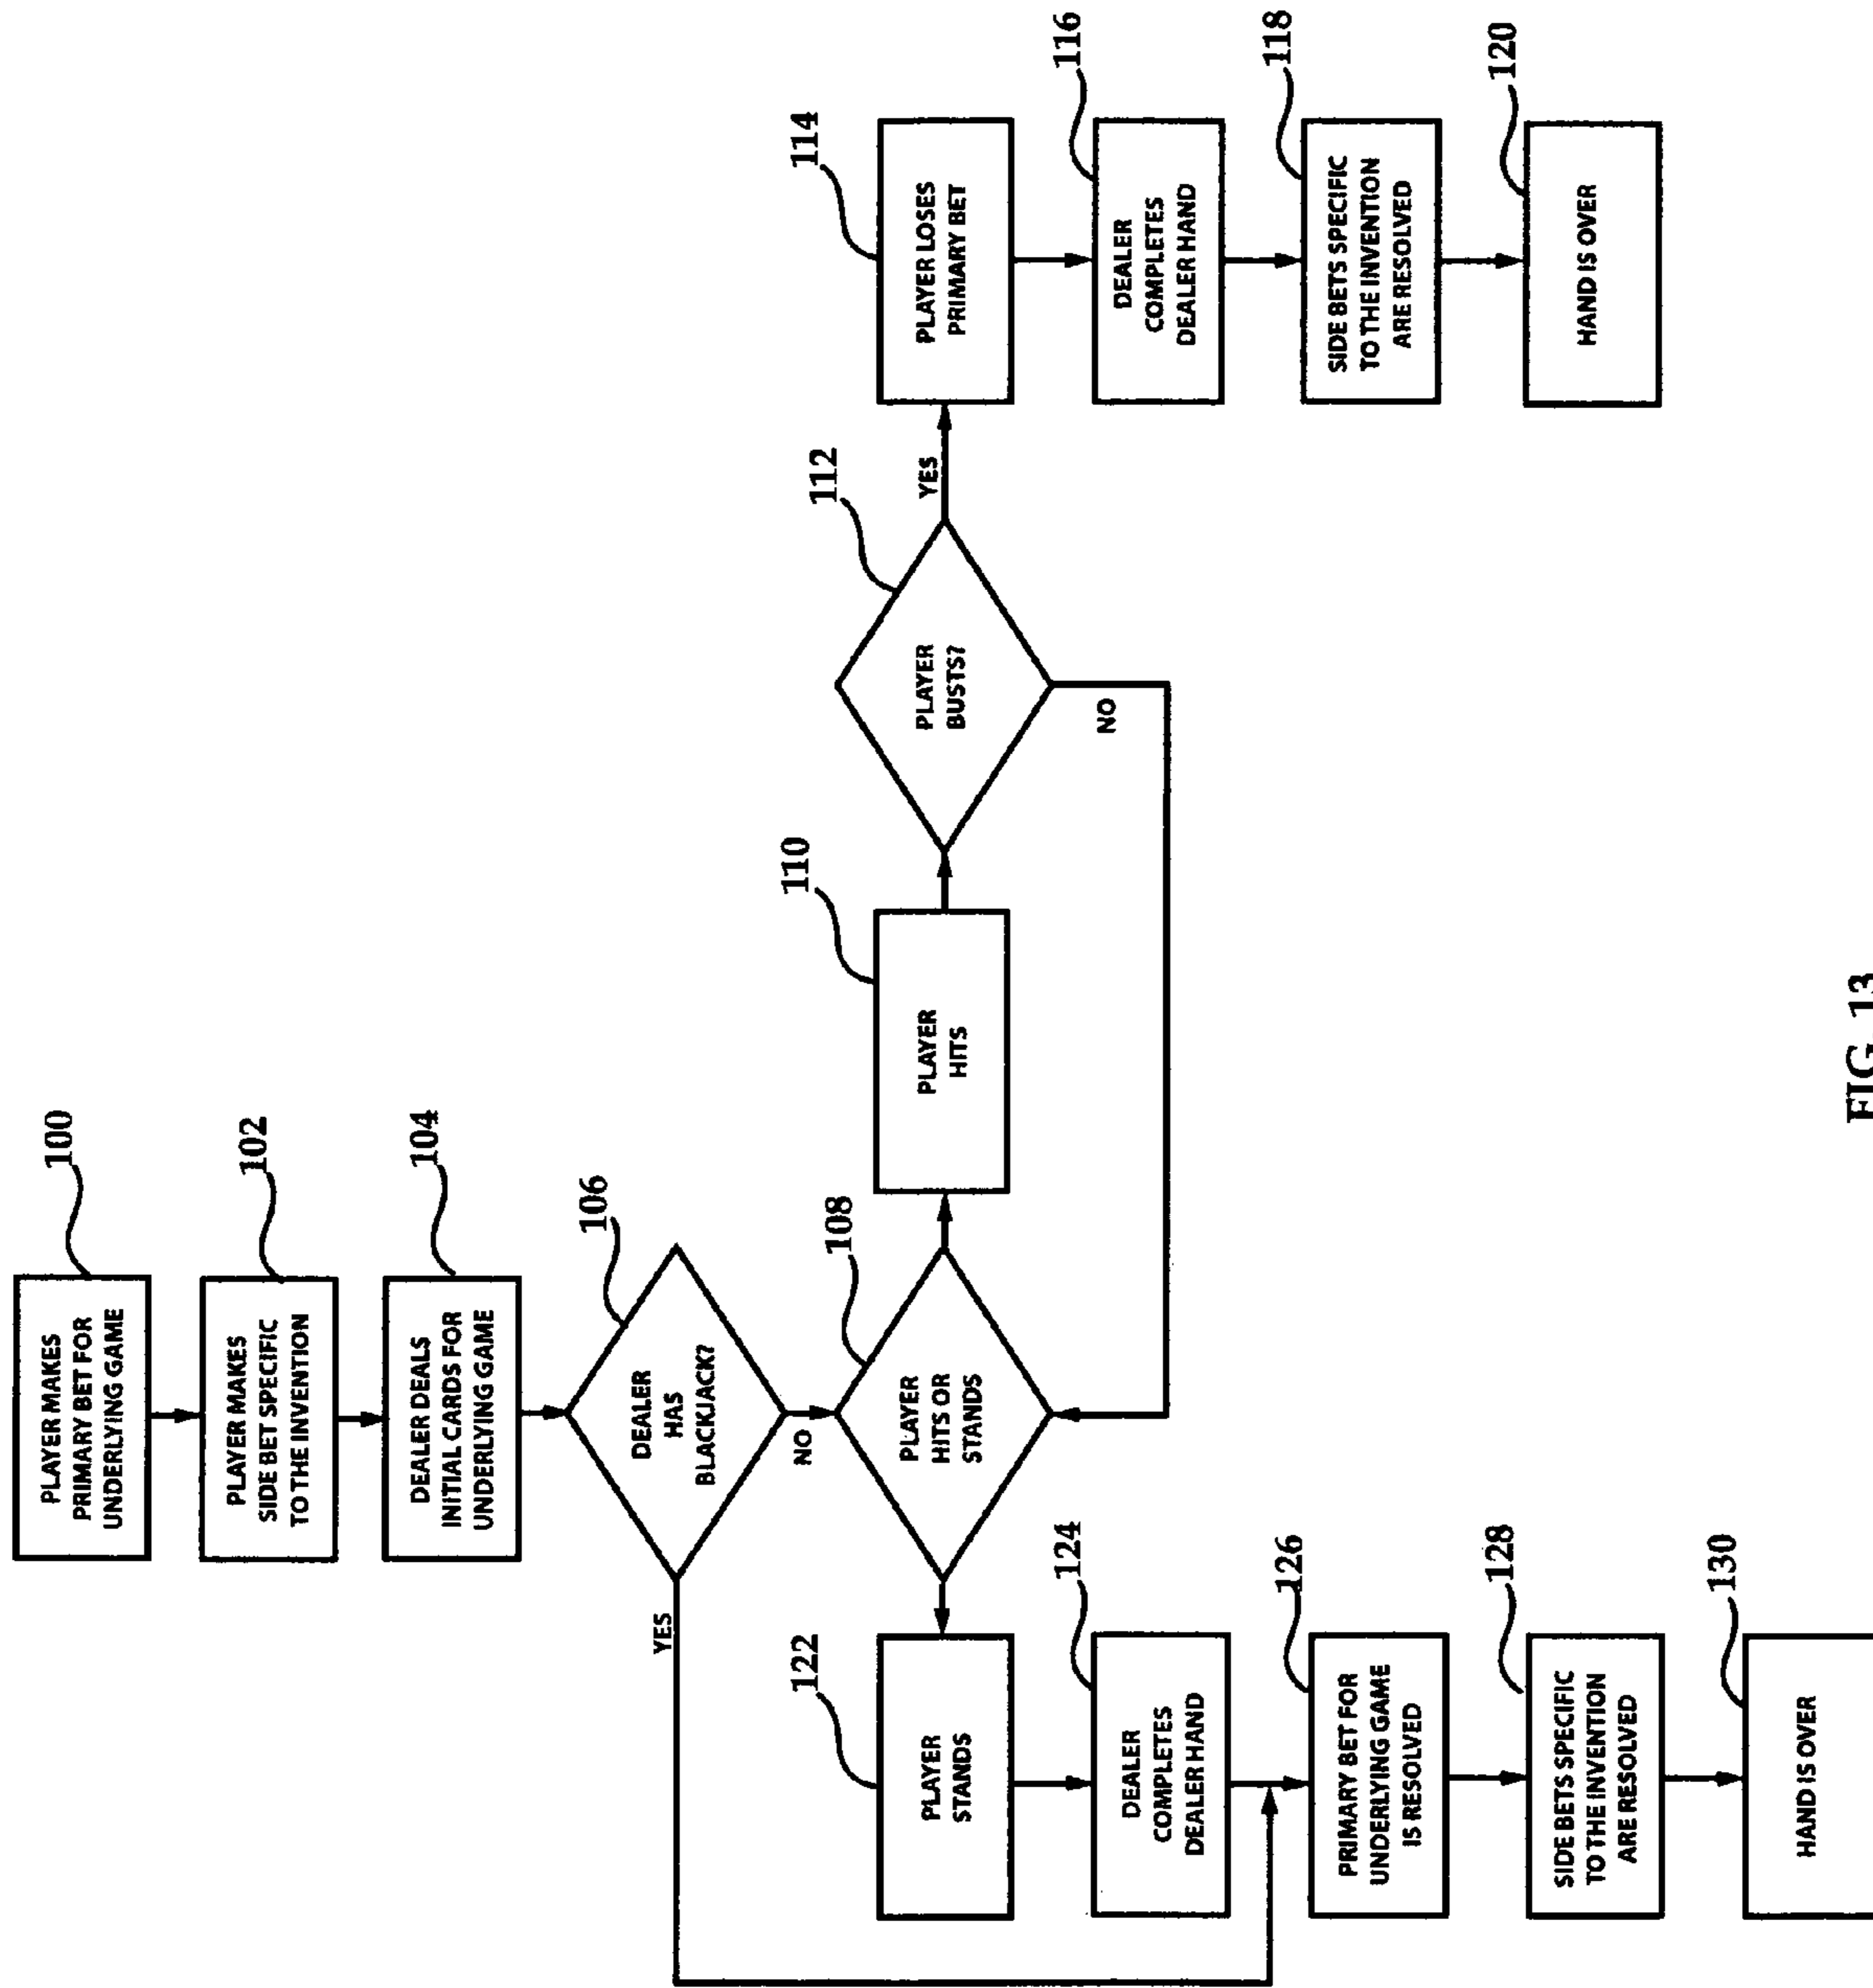 100
PLAYER MAKES
PRIMARY BET FOR
UNDERLYING GAME
102
PLAYER MAKES
SIDE BET SPECIFIC
TO THE INVENTION
104
DEALER DEALS
INITIAL CARDS FOR
UNDERLYING GAME
106
DEALER
HAS
BLACKJACK?
YES
NO
108
PLAYER
HITS OR
STANDS
110
PLAYER
HITS
112
PLAYER
BUSTS?
YES
NO
114
PLAYER LOSES
PRIMARY BET
116
DEALER
COMPLETES
DEALER HAND
118
SIDE BETS SPECIFIC
TO THE INVENTION
ARE RESOLVED
120
HAND IS OVER
122
PLAYER
STANDS
124
DEALER
COMPLETES
DEALER HAND
126
PRIMARY BET FOR
UNDERLYING GAME
IS RESOLVED
128
SIDE BETS SPECIFIC
TO THE INVENTION
ARE RESOLVED
130
HAND IS OVER
FIG. 13